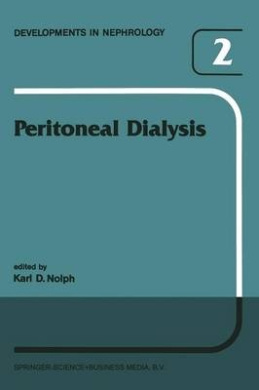 DEVELOPMENTS IN NEPHROLOGY
2
Peritoneal Dialysis
edited by
Karl D. Nolph
SPRINGER-SCIENCE+BUSINESS MEDIA, B.V.